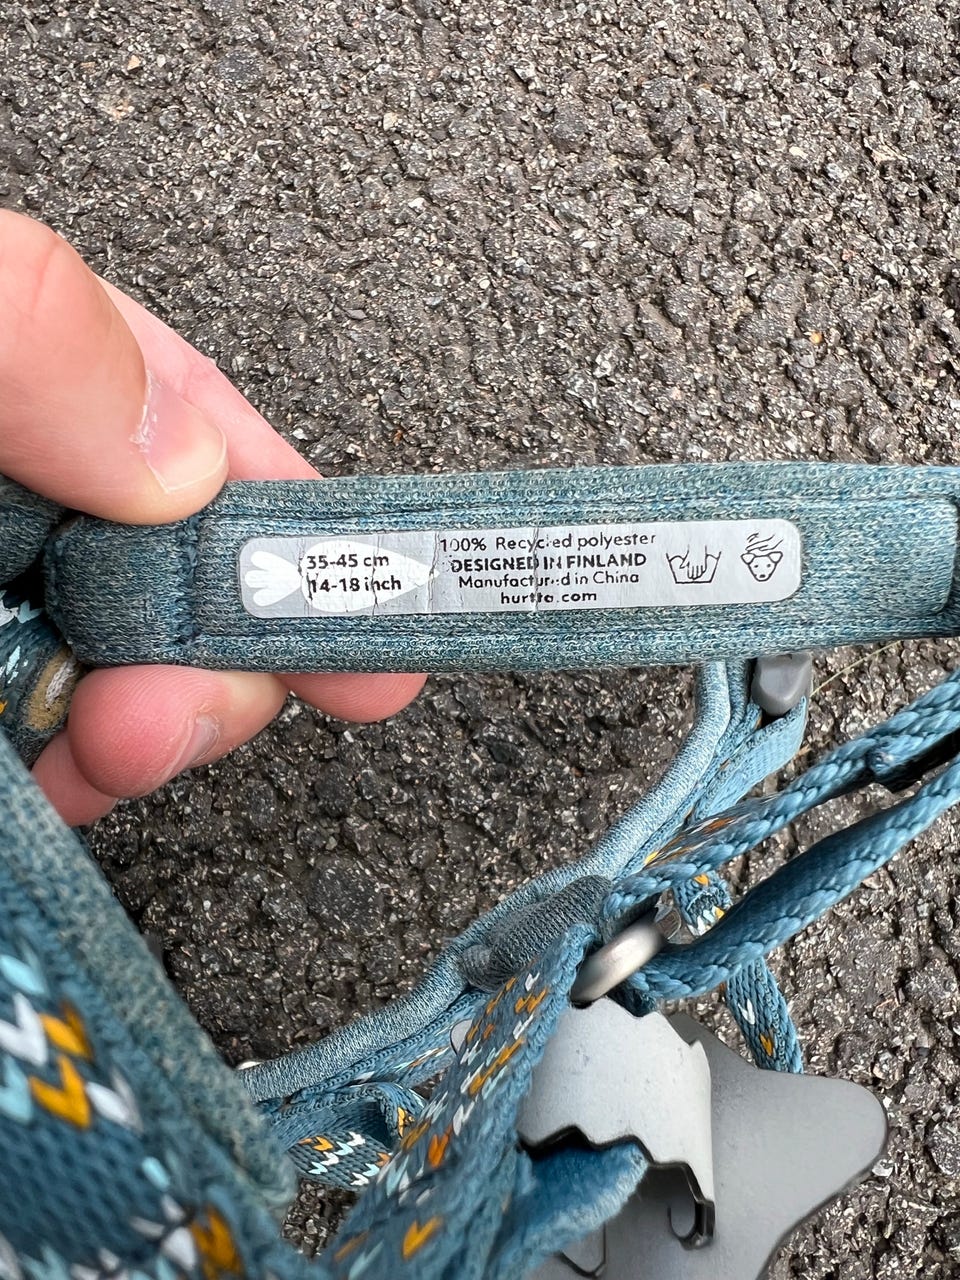 35-45 cm
14-18 inch
100% Recycled polyester
DESIGNED IN FINLAND
Manufactured in China
hurtta.com